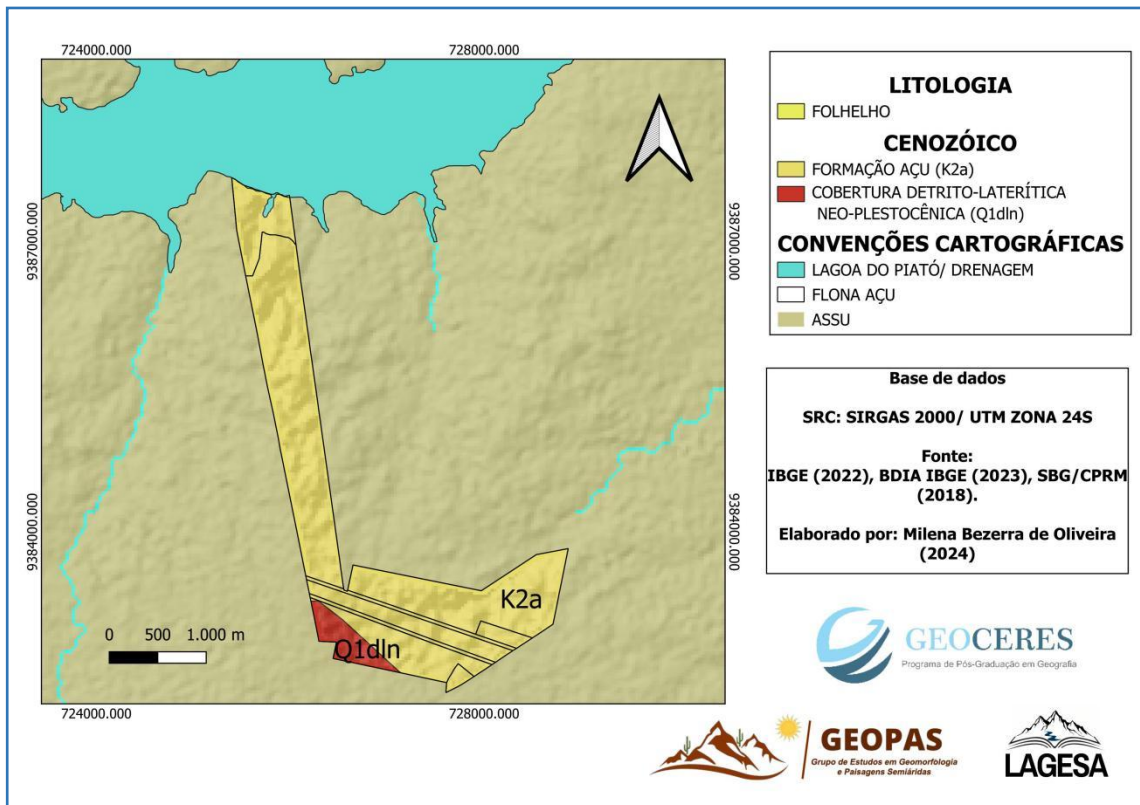 724000.000
728000.000
9387000.000
9387000.000
9384000.000
9384000.000
K2a
Q1dln
0 500 1.000 m
724000.000
728000.000
LITOLOGIA
FOLHELHO
CENOZÓICO
FORMAÇÃO AÇU (K2a)
COBERTURA DETRITO-LATERÍTICA
NEO-PLESTOCÊNICA (Q1dln)
CONVENÇÕES CARTOGRÁFICAS
LAGOA DO PIATÓ/ DRENAGEM
FLONA AÇU
ASSU
Base de dados
SRC: SIRGAS 2000/ UTM ZONA 24S
Fonte:
IBGE (2022), BDIA IBGE (2023), SBG/CPRM
(2018).
Elaborado por: Milena Bezerra de Oliveira
(2024)
GEOCERES
Programa de Pós-Graduação em Geografia
GEOPAS
Grupo de Estudos em Geomorfologia
e Paisagens Semiáridas
LAGESA